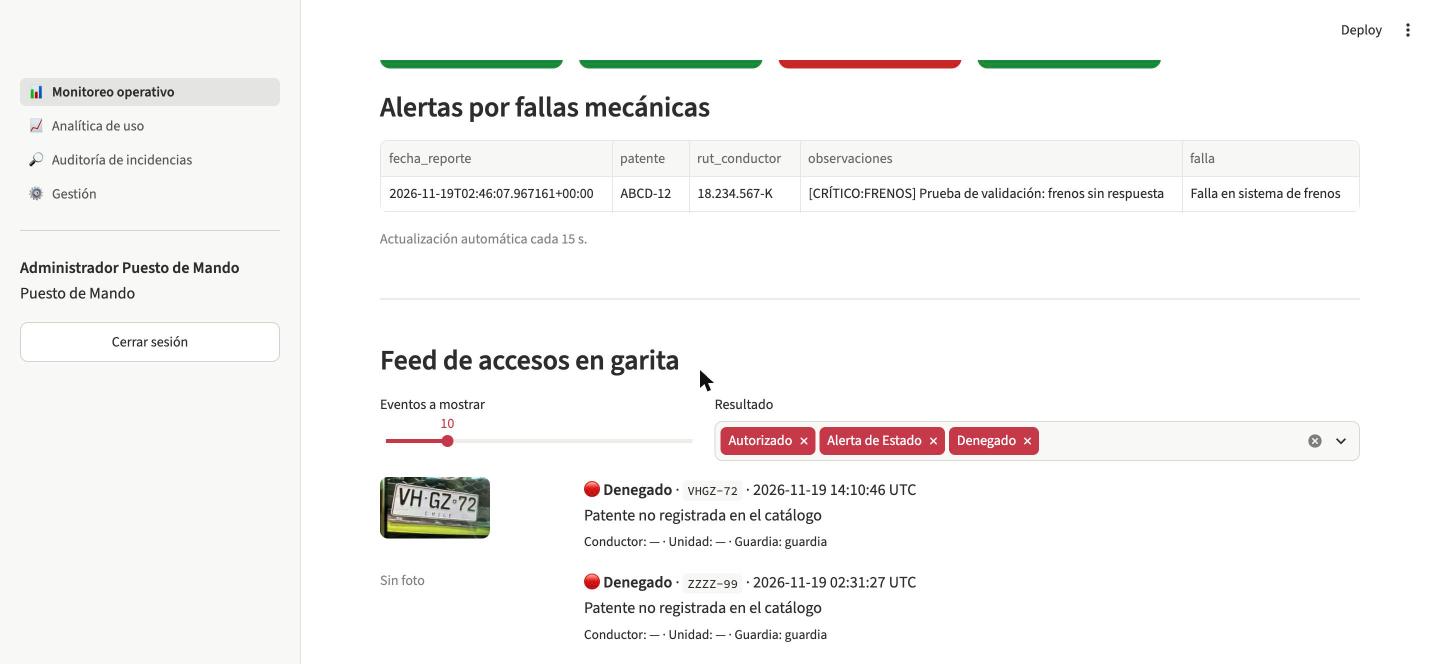 Deploy
Monitoreo operativo
Analítica de uso
Auditoría de incidencias
Gestión
Administrador Puesto de Mando
Puesto de Mando
Cerrar sesión
Alertas por fallas mecánicas
fecha_reporte patente rut_conductor observaciones falla
2026-11-19T02:46:07.967161+00:00 ABCD-12 18.234.567-K [CRÍTICO:FRENOS] Prueba de validación: frenos sin respuesta Falla en sistema de frenos
Actualización automática cada 15 s.
Feed de accesos en garita
Eventos a mostrar
10
Resultado
Autorizado × Alerta de Estado × Denegado ×
VH·GZ·72
CHILE
Denegado · VHGZ-72 · 2026-11-19 14:10:46 UTC
Patente no registrada en el catálogo
Conductor: — · Unidad: — · Guardia: guardia
Sin foto
Denegado · ZZZZ-99 · 2026-11-19 02:31:27 UTC
Patente no registrada en el catálogo
Conductor: — · Unidad: — · Guardia: guardia